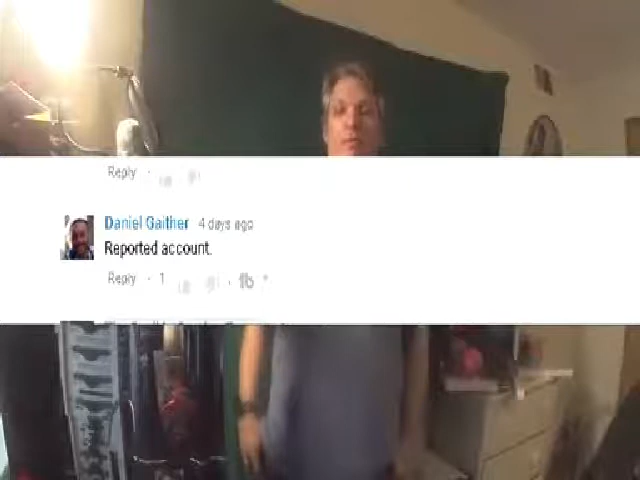 Reply
Daniel Gaither 4 days ago
Reported account.
Reply · 1